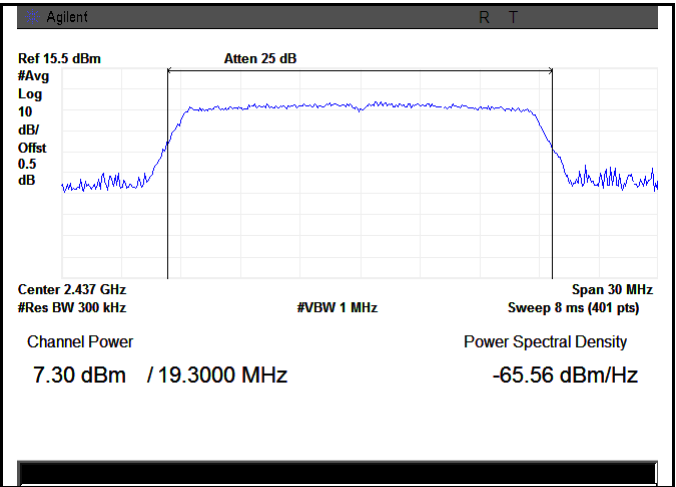 Agilent R T
Ref 15.5 dBm Atten 25 dB
#Avg
Log
10
dB/
Offst
0.5
dB
Center 2.437 GHz Span 30 MHz
#Res BW 300 kHz #VBW 1 MHz Sweep 8 ms (401 pts)
Channel Power Power Spectral Density
7.30 dBm / 19.3000 MHz -65.56 dBm/Hz